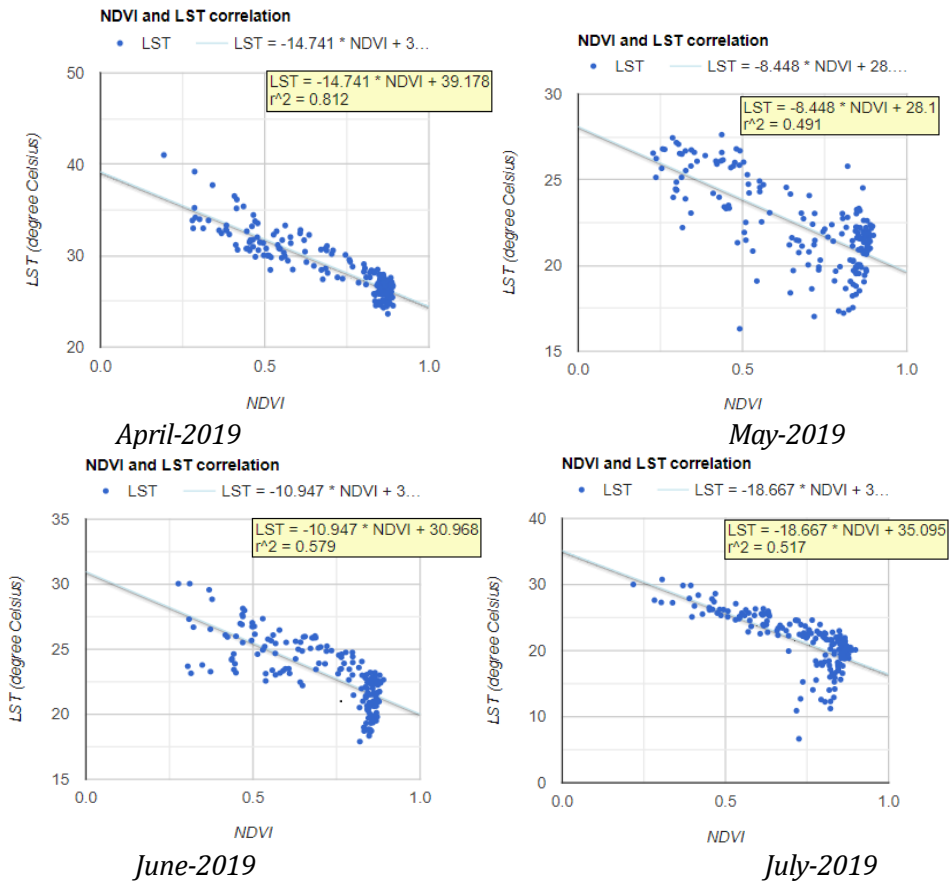 NDVI and LST correlation
LST LST = -14.741 * NDVI + 3...
LST = -14.741 * NDVI + 39.178
r^2 = 0.812
50
40
30
20
LST (degree Celsius)
0.0 0.5 1.0
NDVI
April-2019
NDVI and LST correlation
LST LST = -8.448 * NDVI + 28....
LST = -8.448 * NDVI + 28.1
r^2 = 0.491
30
25
20
15
LST (degree Celsius)
0.0 0.5 1.0
NDVI
May-2019
NDVI and LST correlation
LST LST = -10.947 * NDVI + 3...
LST = -10.947 * NDVI + 30.968
r^2 = 0.579
35
30
25
20
15
LST (degree Celsius)
0.0 0.5 1.0
NDVI
June-2019
NDVI and LST correlation
LST LST = -18.667 * NDVI + 3...
LST = -18.667 * NDVI + 35.095
r^2 = 0.517
40
30
20
10
0
LST (degree Celsius)
0.0 0.5 1.0
NDVI
July-2019